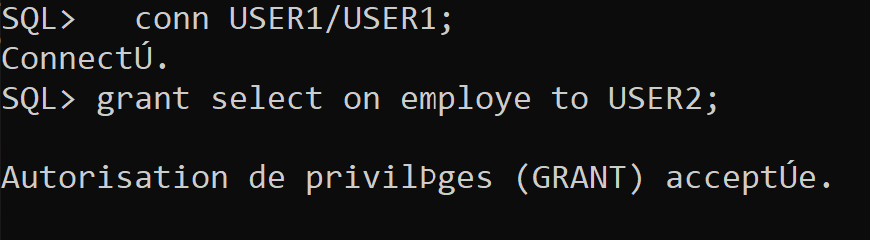 SQL>   conn USER1/USER1;
ConnectÚ.
SQL> grant select on employe to USER2;
Autorisation de privilÞges (GRANT) acceptÚe.